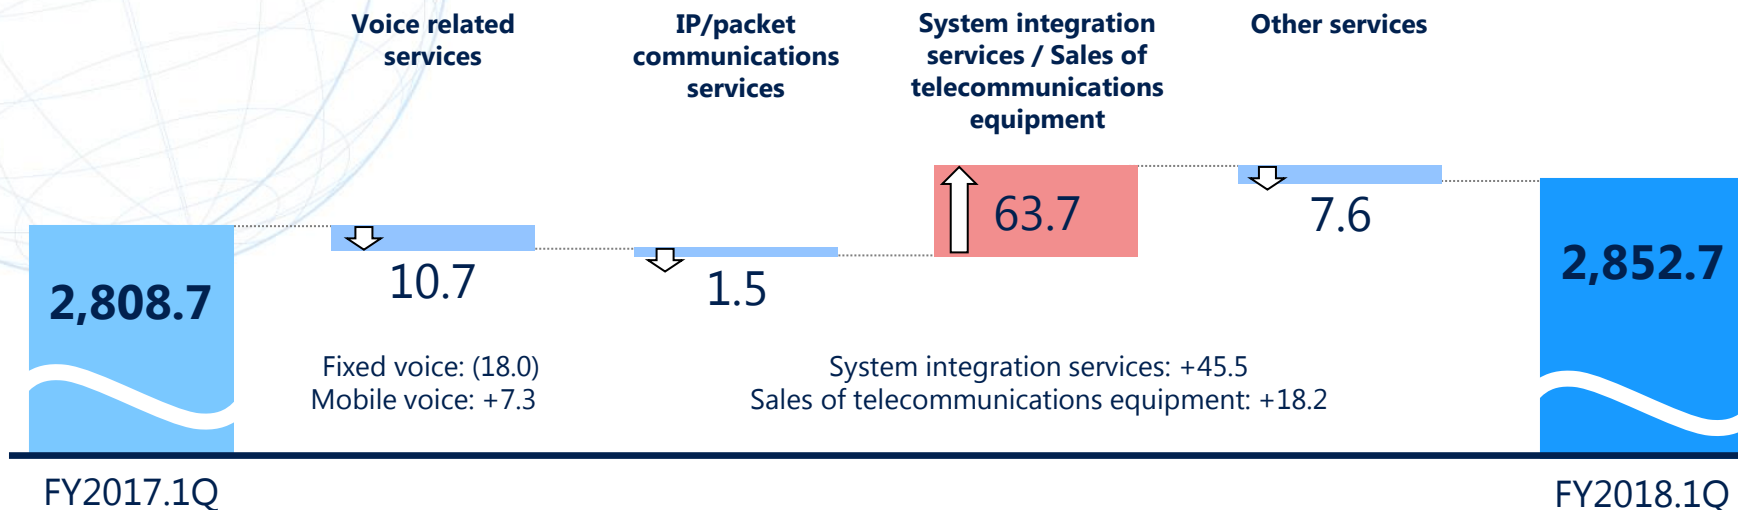 Voice related
services
IP/packet
communications
services
System integration
services / Sales of
telecommunications
equipment
Other services
2,808.7
10.7
1.5
63.7
7.6
2,852.7
Fixed voice: (18.0)
Mobile voice: +7.3
System integration services: +45.5
Sales of telecommunications equipment: +18.2
FY2017.1Q
FY2018.1Q